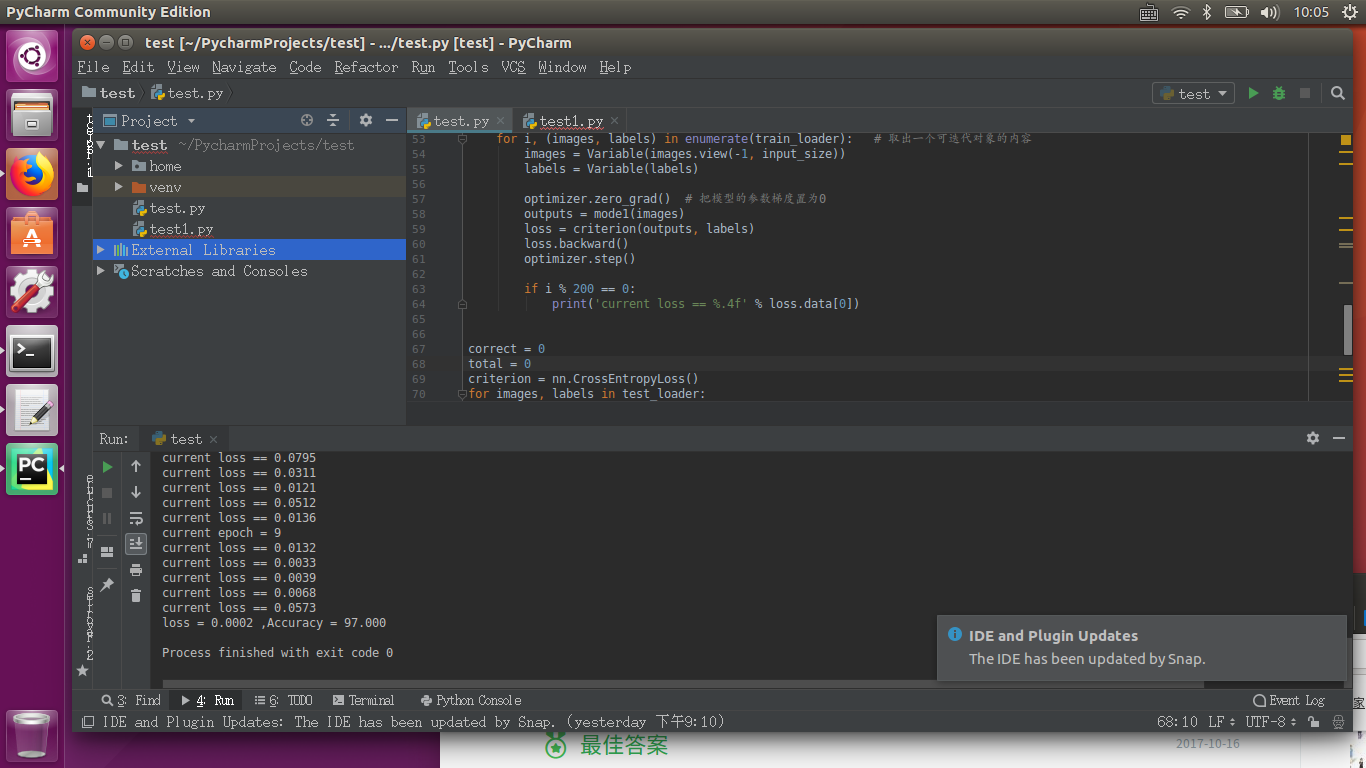 PyCharm Community Edition
10:05
test [~/PycharmProjects/test] - .../test.py [test] - PyCharm
File Edit View Navigate Code Refactor Run Tools VCS Window Help
test test.py
test
Project
test.py test1.py
test ~/PycharmProjects/test
home
venv
test.py
test1.py
External Libraries
Scratches and Consoles
53 for i, (images, labels) in enumerate(train_loader): # 取出一个可迭代对象的内容
54 images = Variable(images.view(-1, input_size))
55 labels = Variable(labels)
56
57 optimizer.zero_grad() # 把模型的参数梯度置为0
58 outputs = model(images)
59 loss = criterion(outputs, labels)
60 loss.backward()
61 optimizer.step()
62
63 if i % 200 == 0:
64 print('current loss == %.4f' % loss.data[0])
65
66
67 correct = 0
68 total = 0
69 criterion = nn.CrossEntropyLoss()
70 for images, labels in test_loader:
Run: test
current loss == 0.0795
current loss == 0.0311
current loss == 0.0121
current loss == 0.0512
current loss == 0.0136
current epoch = 9
current loss == 0.0132
current loss == 0.0033
current loss == 0.0039
current loss == 0.0068
current loss == 0.0573
loss = 0.0002 ,Accuracy = 97.000
Process finished with exit code 0
IDE and Plugin Updates
The IDE has been updated by Snap.
3: Find 4: Run 6: TODO Terminal Python Console Event Log
IDE and Plugin Updates: The IDE has been updated by Snap. (yesterday 下午9:10) 68:10 LF UTF-8
最佳答案 2017-10-16
家
PC